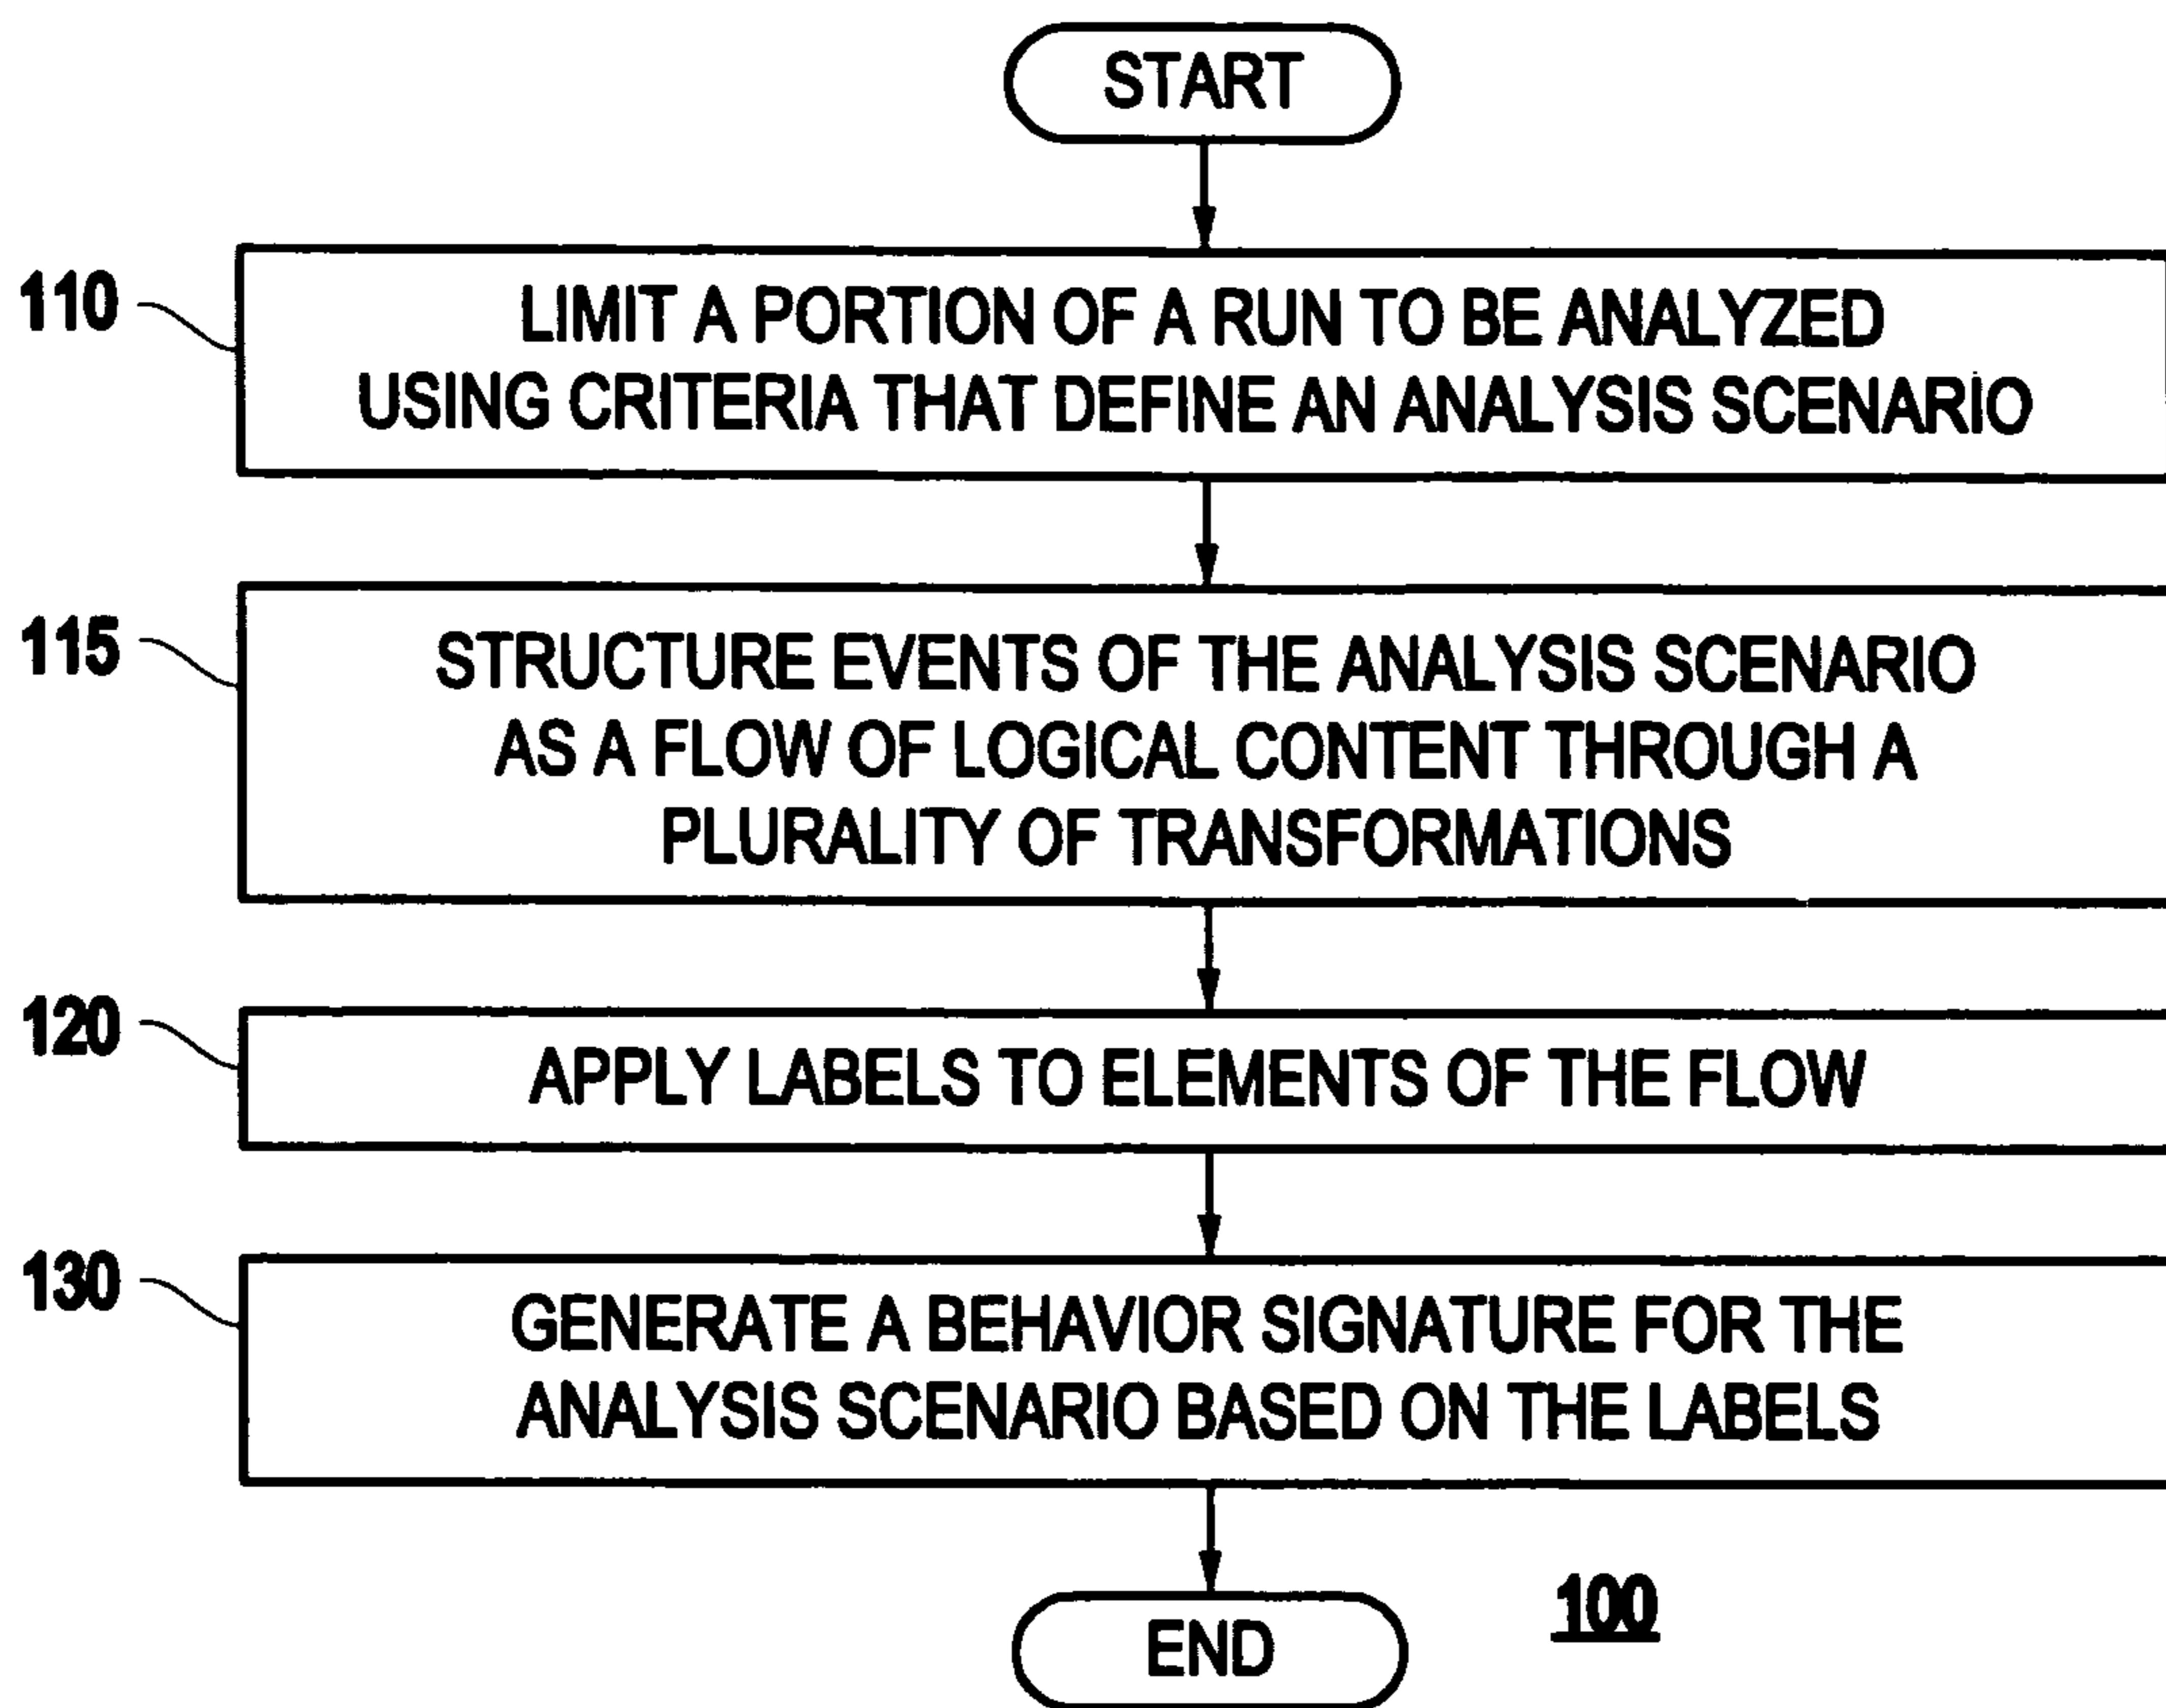 START
110
LIMIT A PORTION OF A RUN TO BE ANALYZED
USING CRITERIA THAT DEFINE AN ANALYSIS SCENARIO
115
STRUCTURE EVENTS OF THE ANALYSIS SCENARIO
AS A FLOW OF LOGICAL CONTENT THROUGH A
PLURALITY OF TRANSFORMATIONS
120
APPLY LABELS TO ELEMENTS OF THE FLOW
130
GENERATE A BEHAVIOR SIGNATURE FOR THE
ANALYSIS SCENARIO BASED ON THE LABELS
END
100